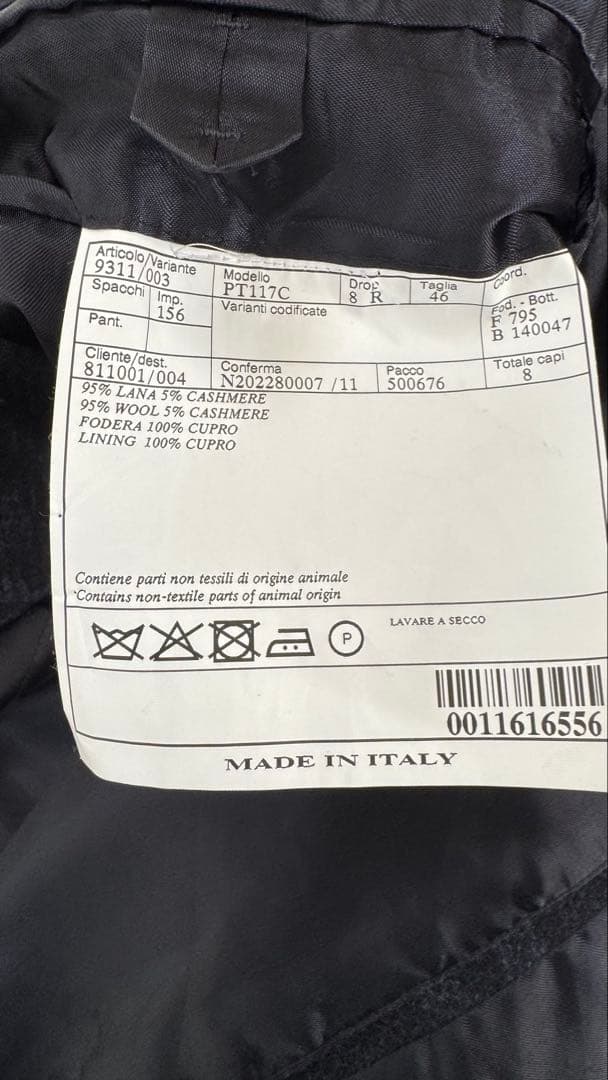 Articolo/Variante
9311/003
Modello
PT117C
Drop
8 R
Taglia
46
Coord.
Spacchi
Imp.
156
Varianti codificate
Fod. - Bott.
F 795
B 140047
Pant.
Cliente/dest.
811001/004
Conferma
N202280007 /11
Pacco
500676
Totale capi
8
95% LANA 5% CASHMERE
95% WOOL 5% CASHMERE
FODERA 100% CUPRO
LINING 100% CUPRO
Contiene parti non tessili di origine animale
Contains non-textile parts of animal origin
P
LAVARE A SECCO
0011616556
MADE IN ITALY